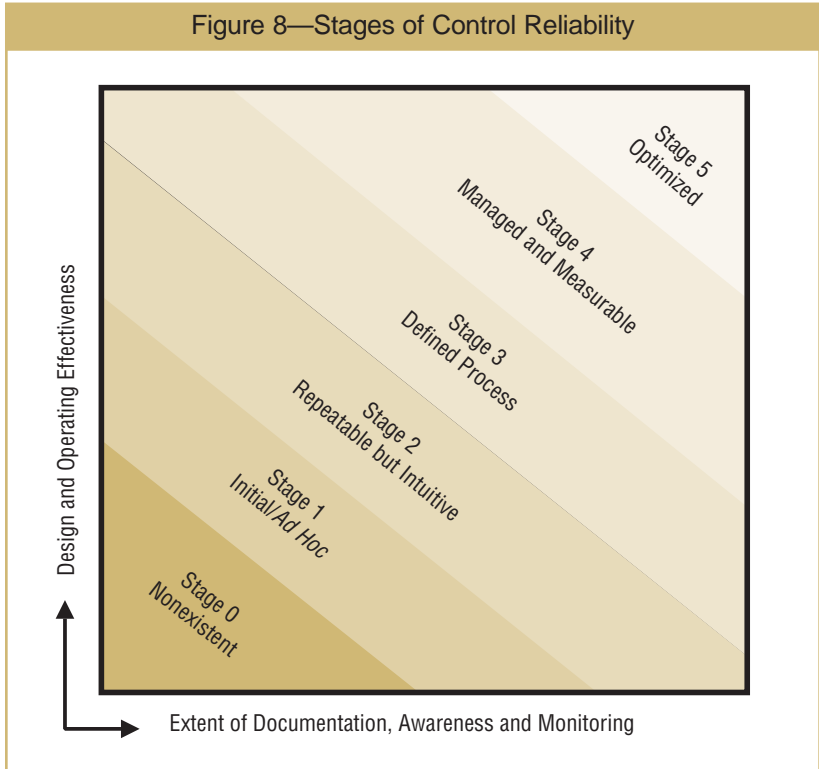 Figure 8—Stages of Control Reliability
Stage 5
Optimized
Stage 4
Managed and Measurable
Stage 3
Defined Process
Stage 2
Repeatable but Intuitive
Stage 1
Initial/Ad Hoc
Stage 0
Nonexistent
Design and Operating Effectiveness
Extent of Documentation, Awareness and Monitoring